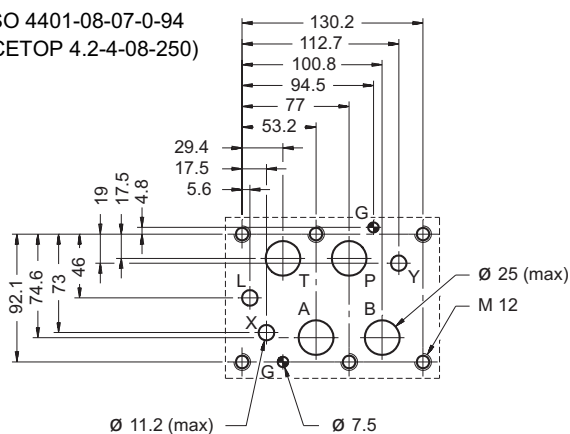 SO 4401-08-07-0-94
CETOP 4.2-4-08-250)
130.2
112.7
100.8
94.5
77
53.2
29.4
17.5
5.6
19
17.5
4.8
92.1
74.6
73
46
G
L
T
P
Y
X
A
B
G
Ø 25 (max)
M 12
Ø 11.2 (max)
Ø 7.5